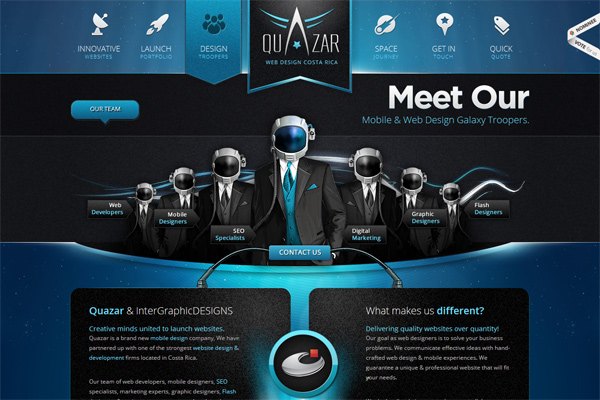 INNOVATIVE
WEBSITES
LAUNCH
PORTFOLIO
DESIGN
TROOPERS
QUAZAR
WEB DESIGN COSTA RICA
SPACE
JOURNEY
GET IN
TOUCH
QUICK
QUOTE
NOMINEE
VOTE for us
OUR TEAM
Meet Our
Mobile & Web Design Galaxy Troopers.
Web
Developers
Mobile
Designers
SEO
Specialists
Digital
Marketing
Graphic
Designers
Flash
Designers
CONTACT US
Quazar & InterGraphicDESIGNS
Creative minds united to launch websites.
Quazar is a brand new mobile design company. We have
partnered up with one of the strongest website design &
development firms located in Costa Rica.
Our team of web developers, mobile designers, SEO
specialists, marketing experts, graphic designers, Flash
What makes us different?
Delivering quality websites over quantity!
Our goal as web designers is to solve your business
problems. We communicate effective ideas with hand-
crafted web design & mobile experiences. We
guarantee a unique & professional website that will fit
your needs.